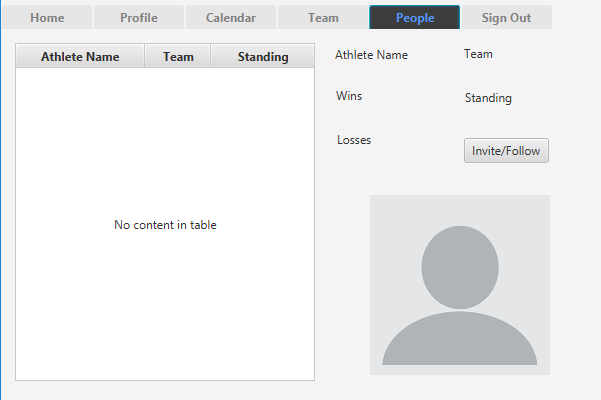 Home Profile Calendar Team People Sign Out
Athlete Name Team Standing
No content in table
Athlete Name Team
Wins Standing
Losses Invite/Follow